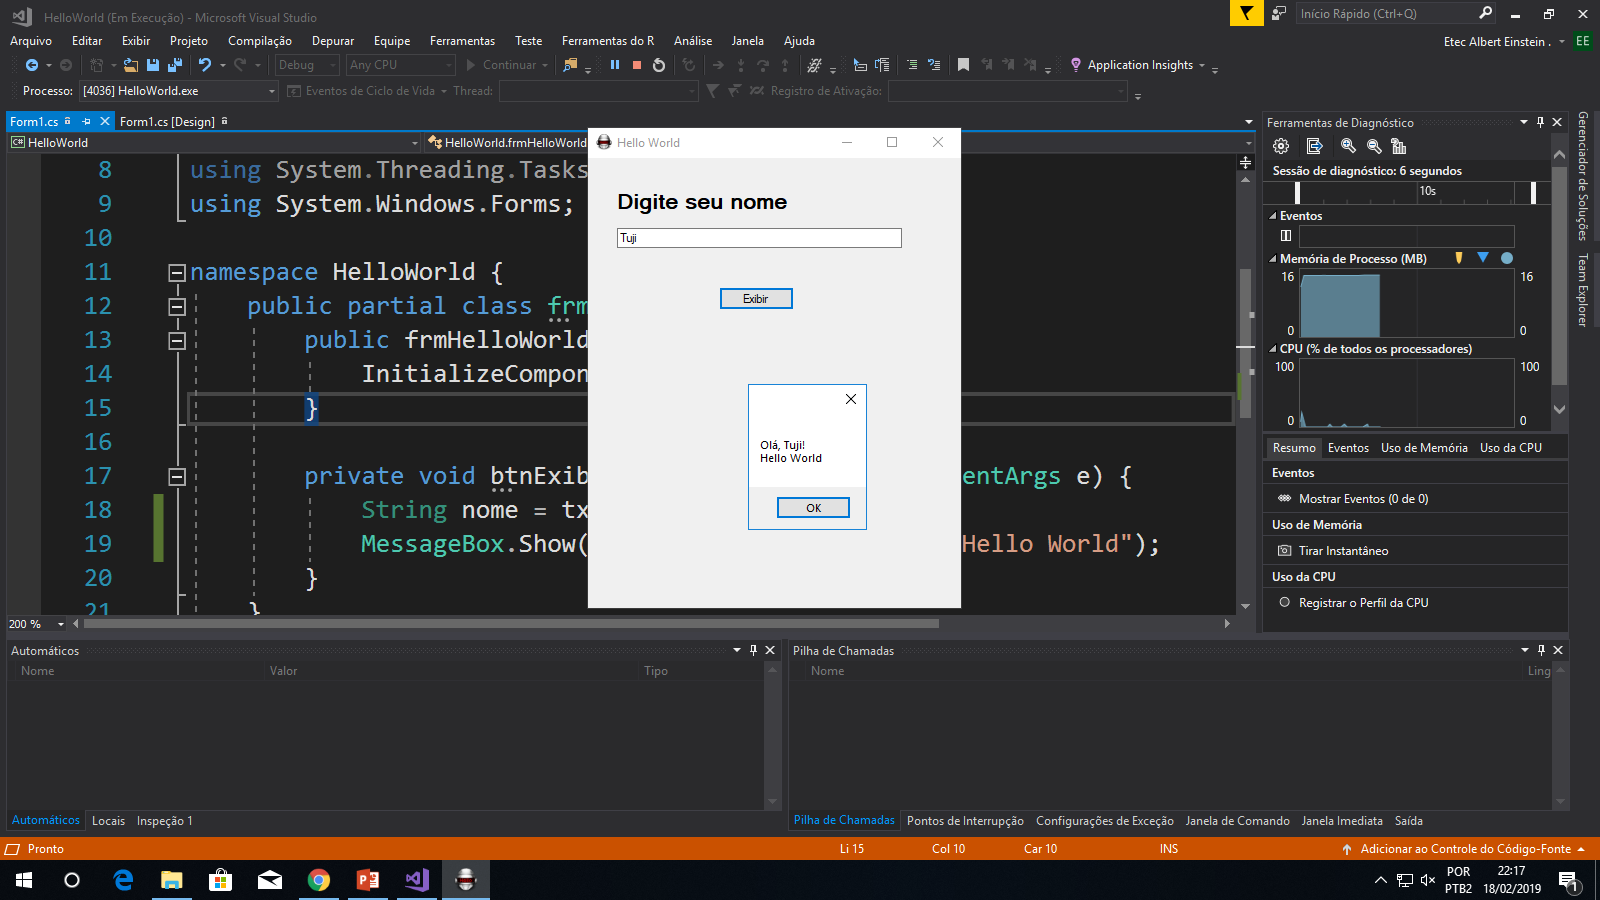 HelloWorld (Em Execução) - Microsoft Visual Studio
Início Rápido (Ctrl+Q)
Arquivo Editar Exibir Projeto Compilação Depurar Equipe Ferramentas Teste Ferramentas do R Análise Janela Ajuda
Etec Albert Einstein . EE
Debug Any CPU Continuar Application Insights
Processo: [4036] HelloWorld.exe Eventos de Ciclo de Vida Thread: Registro de Ativação:
Form1.cs Form1.cs [Design]
C# HelloWorld HelloWorld.frmHelloWorld
8 using System.Threading.Tasks
9 using System.Windows.Forms;
10
11 namespace HelloWorld {
12 public partial class frm
13 public frmHelloWorld
14 InitializeCompon
15 }
16
17 private void btnExib entArgs e) {
18 String nome = tx
19 MessageBox.Show( Hello World");
20 }
21 }
200 %
Hello World
Digite seu nome
Tuji
Exibir
Olá, Tuji!
Hello World
OK
Ferramentas de Diagnóstico
Sessão de diagnóstico: 6 segundos
10s
Eventos
Memória de Processo (MB)
16 16
0 0
CPU (% de todos os processadores)
100 100
0 0
Resumo Eventos Uso de Memória Uso da CPU
Eventos
Mostrar Eventos (0 de 0)
Uso de Memória
Tirar Instantâneo
Uso da CPU
Registrar o Perfil da CPU
Gerenciador de Soluções
Team Explorer
Automáticos
Nome Valor Tipo
Automáticos Locais Inspeção 1
Pilha de Chamadas
Nome Ling
Pilha de Chamadas Pontos de Interrupção Configurações de Exceção Janela de Comando Janela Imediata Saída
Pronto Li 15 Col 10 Car 10 INS Adicionar ao Controle do Código-Fonte
POR
PTB2
22:17
18/02/2019
1